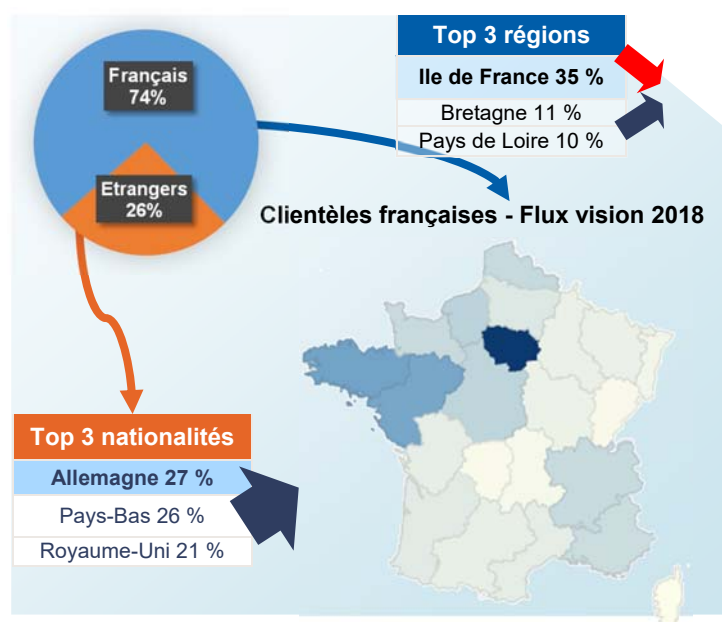 Français
74%
Etrangers
26%
Top 3 régions
Ile de France 35 %
Bretagne 11 %
Pays de Loire 10 %
Clientèles françaises - Flux vision 2018
Top 3 nationalités
Allemagne 27 %
Pays-Bas 26 %
Royaume-Uni 21 %